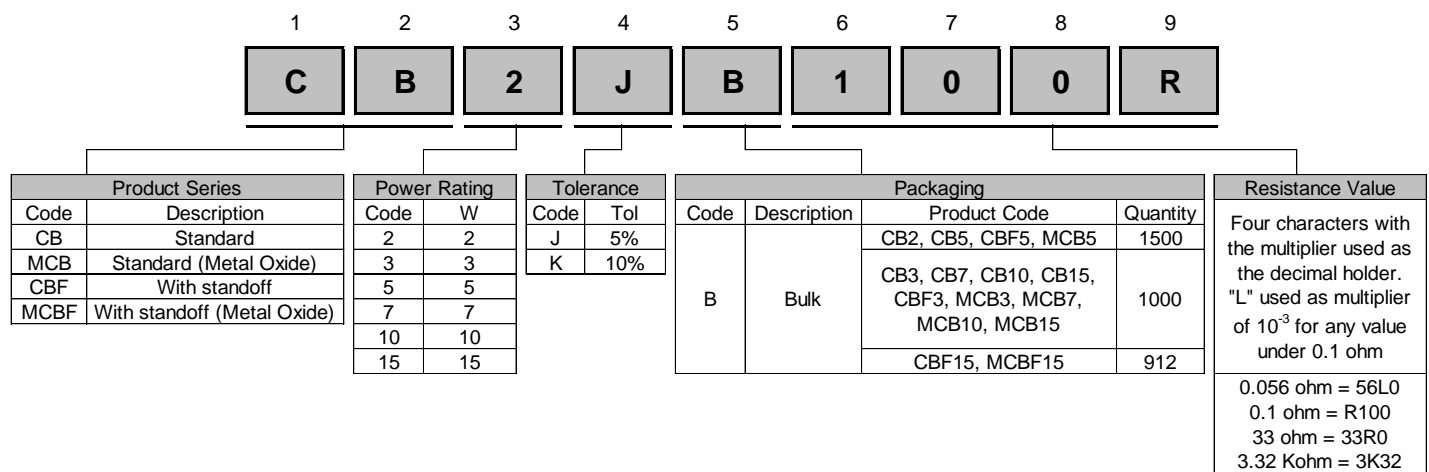 1 2 3 4 5 6 7 8 9
C B 2 J B 1 0 0 R
Product Series
Code Description
CB Standard
MCB Standard (Metal Oxide)
CBF With standoff
MCBF With standoff (Metal Oxide)
Power Rating
Code W
2 2
3 3
5 5
7 7
10 10
15 15
Tolerance
Code Tol
J 5%
K 10%
Packaging
Code Description Product Code Quantity
B Bulk
CB2, CB5, CBF5, MCB5 1500
CB3, CB7, CB10, CB15,
CBF3, MCB3, MCB7,
MCB10, MCB15
1000
CBF15, MCBF15 912
Resistance Value
Four characters with
the multiplier used as
the decimal holder.
"L" used as multiplier
of 10⁻³ for any value
under 0.1 ohm
0.056 ohm = 56L0
0.1 ohm = R100
33 ohm = 33R0
3.32 Kohm = 3K32